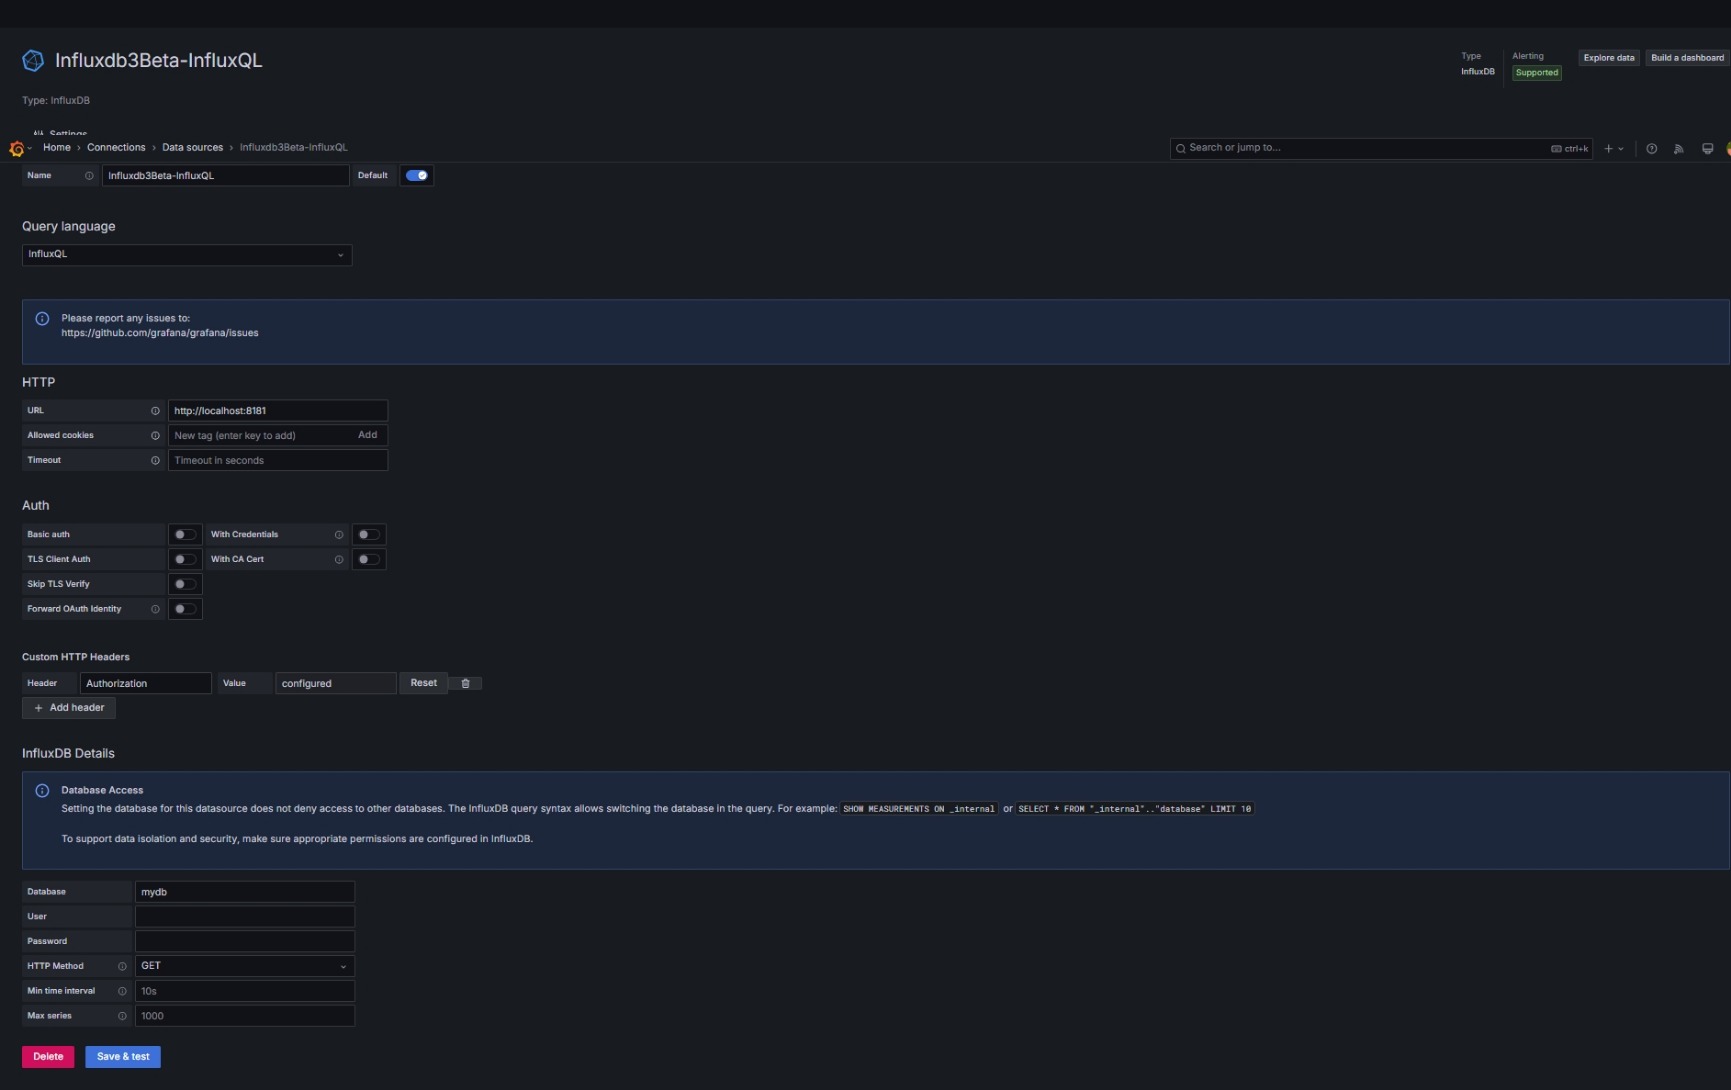 Influxdb3Beta-InfluxQL
Type
InfluxDB
Alerting
Supported
Explore data
Build a dashboard
Type: InfluxDB
Settings
Home › Connections › Data sources › Influxdb3Beta-InfluxQL
Search or jump to...
ctrl+k
Name
Influxdb3Beta-InfluxQL
Default
Query language
InfluxQL
Please report any issues to:
https://github.com/grafana/grafana/issues
HTTP
URL
http://localhost:8181
Allowed cookies
New tag (enter key to add)
Add
Timeout
Timeout in seconds
Auth
Basic auth
With Credentials
TLS Client Auth
With CA Cert
Skip TLS Verify
Forward OAuth Identity
Custom HTTP Headers
Header
Authorization
Value
configured
Reset
+ Add header
InfluxDB Details
Database Access
Setting the database for this datasource does not deny access to other databases. The InfluxDB query syntax allows switching the database in the query. For example: SHOW MEASUREMENTS ON _internal or SELECT * FROM "_internal".."database" LIMIT 10
To support data isolation and security, make sure appropriate permissions are configured in InfluxDB.
Database
mydb
User
Password
HTTP Method
GET
Min time interval
10s
Max series
1000
Delete
Save & test